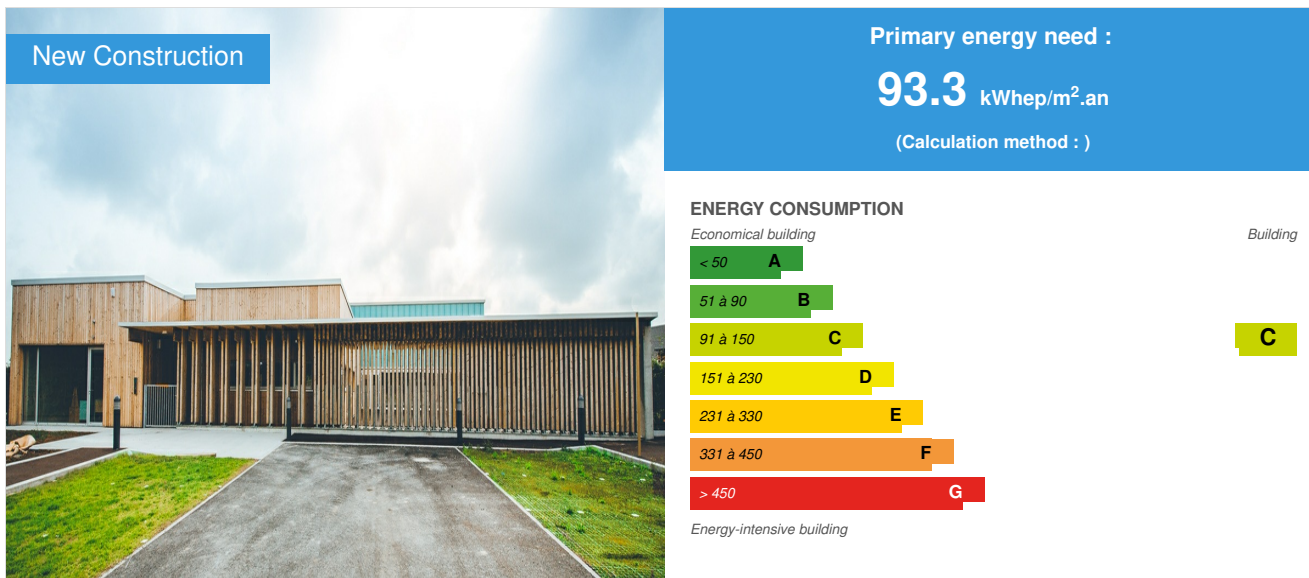 New Construction
Primary energy need :
93.3 kWhep/m².an
(Calculation method : )
ENERGY CONSUMPTION
Economical building
Building
< 50 A
51 à 90 B
91 à 150 C
C
151 à 230 D
231 à 330 E
331 à 450 F
> 450 G
Energy-intensive building